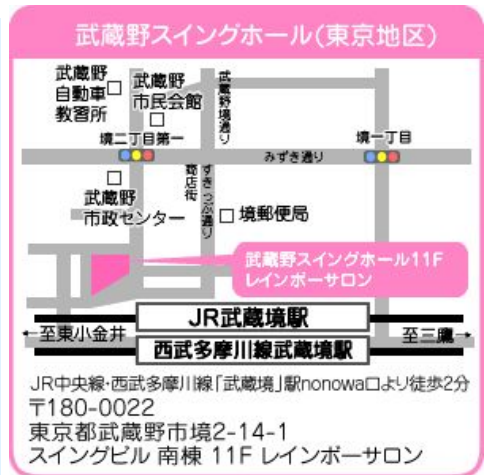 武蔵野スイングホール(東京地区)
武蔵野
自動車
教習所
武蔵野
市民会館
武蔵野境通り
境二丁目第一
みずき通り
境一丁目
武蔵野
市政センター
商店街
すきっぷ通り
境郵便局
武蔵野スイングホール11F
レインボーサロン
JR武蔵境駅
←至東小金井
至三鷹→
西武多摩川線武蔵境駅
JR中央線・西武多摩川線「武蔵境」駅nonowa口より徒歩2分
〒180-0022
東京都武蔵野市境2-14-1
スイングビル 南棟 11F レインボーサロン